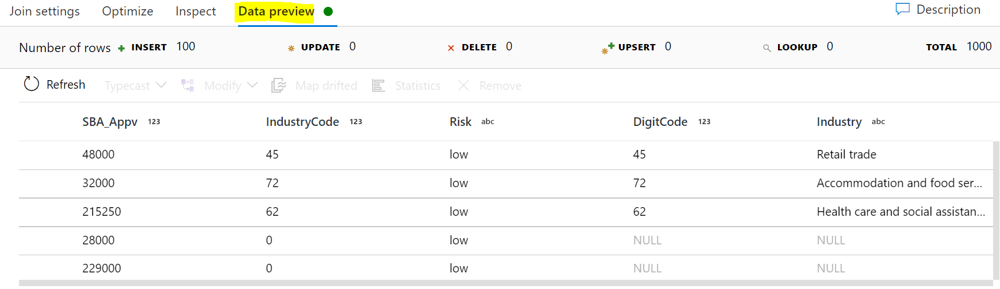 Join settings Optimize Inspect Data preview Description
Number of rows INSERT 100 UPDATE 0 DELETE 0 UPSERT 0 LOOKUP 0 TOTAL 1000
Refresh Typecast Modify Map drifted Statistics Remove
SBA_Appv 123 IndustryCode 123 Risk abc DigitCode 123 Industry abc
48000 45 low 45 Retail trade
32000 72 low 72 Accommodation and food ser...
215250 62 low 62 Health care and social assistan...
28000 0 low NULL NULL
229000 0 low NULL NULL